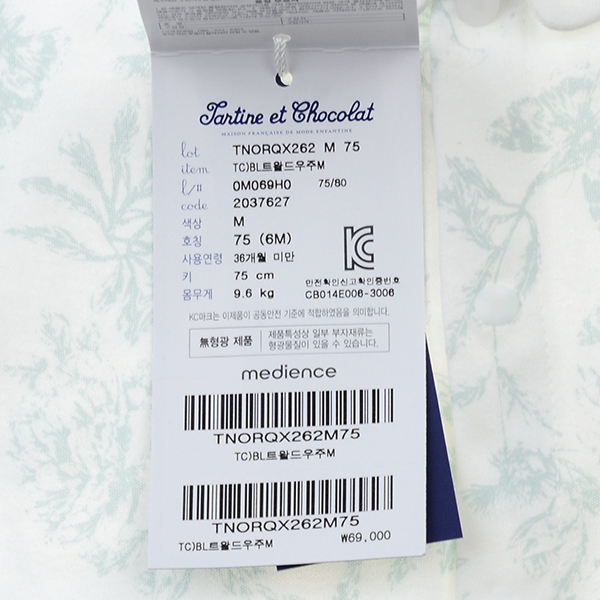 Tartine et Chocolat
MAISON FRANÇAISE DE MODE ENFANTINE
lot TNORQX262 M 75
item TC)BL트왈드우주M
l/# 0M069H0 75/80
code 2037627
색상 M
호칭 75 (6M)
사용연령 36개월 미만
키 75 cm
몸무게 9.6 kg
안전확인신고확인증번호
CB014E006-3006
KC마크는 이제품이 공통안전 기준에 적합하였음을 의미합니다.
無형광 제품
제품특성상 일부 부자재류는
형광물질이 있을 수 있습니다.
medience
TNORQX262M75
TC)BL트왈드우주M
TNORQX262M75
TC)BL트왈드우주M ₩69,000